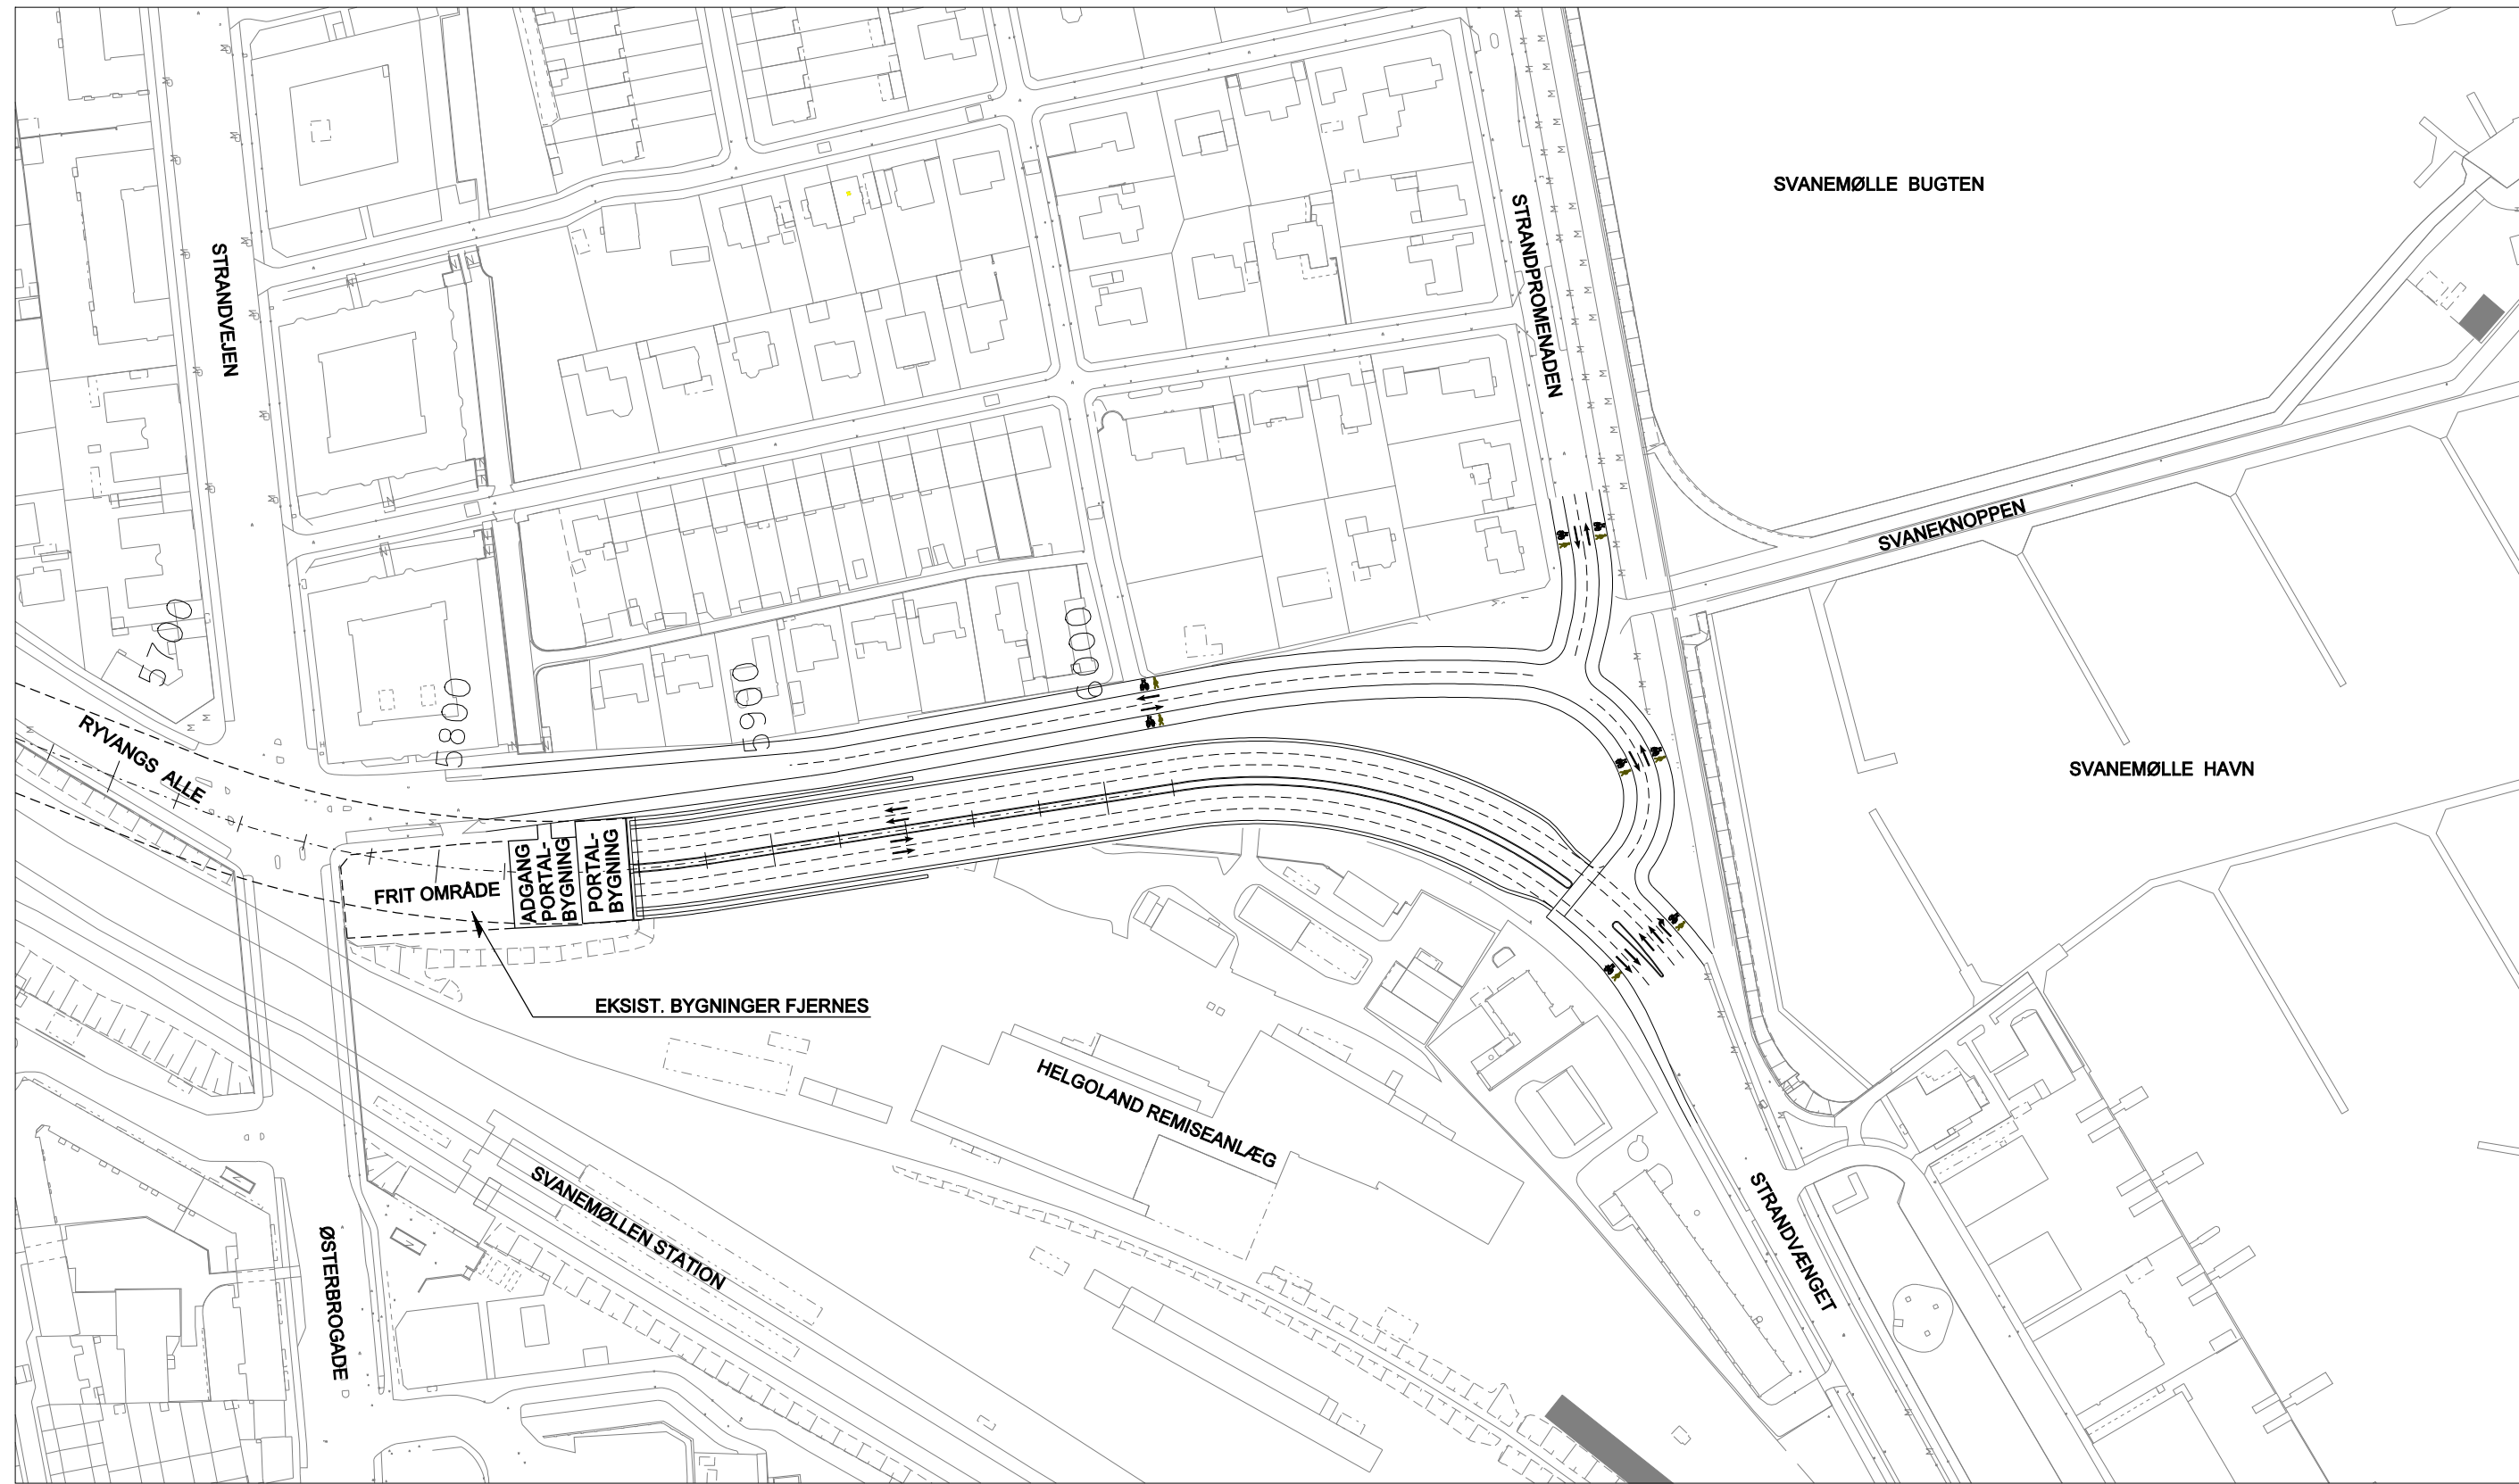 SVANEMØLLE BUGTEN
STRANDPROMENADEN
STRANDVEJEN
SVANEKNOPPEN
5700
5800
5900
6000
RYVANGS ALLE
SVANEMØLLE HAVN
FRIT OMRÅDE
ADGANG
PORTAL-
BYGNING
PORTAL-
BYGNING
EKSIST. BYGNINGER FJERNES
HELGOLAND REMISEANLÆG
SVANEMØLLEN STATION
STRANDVÆNGET
ØSTERBROGADE